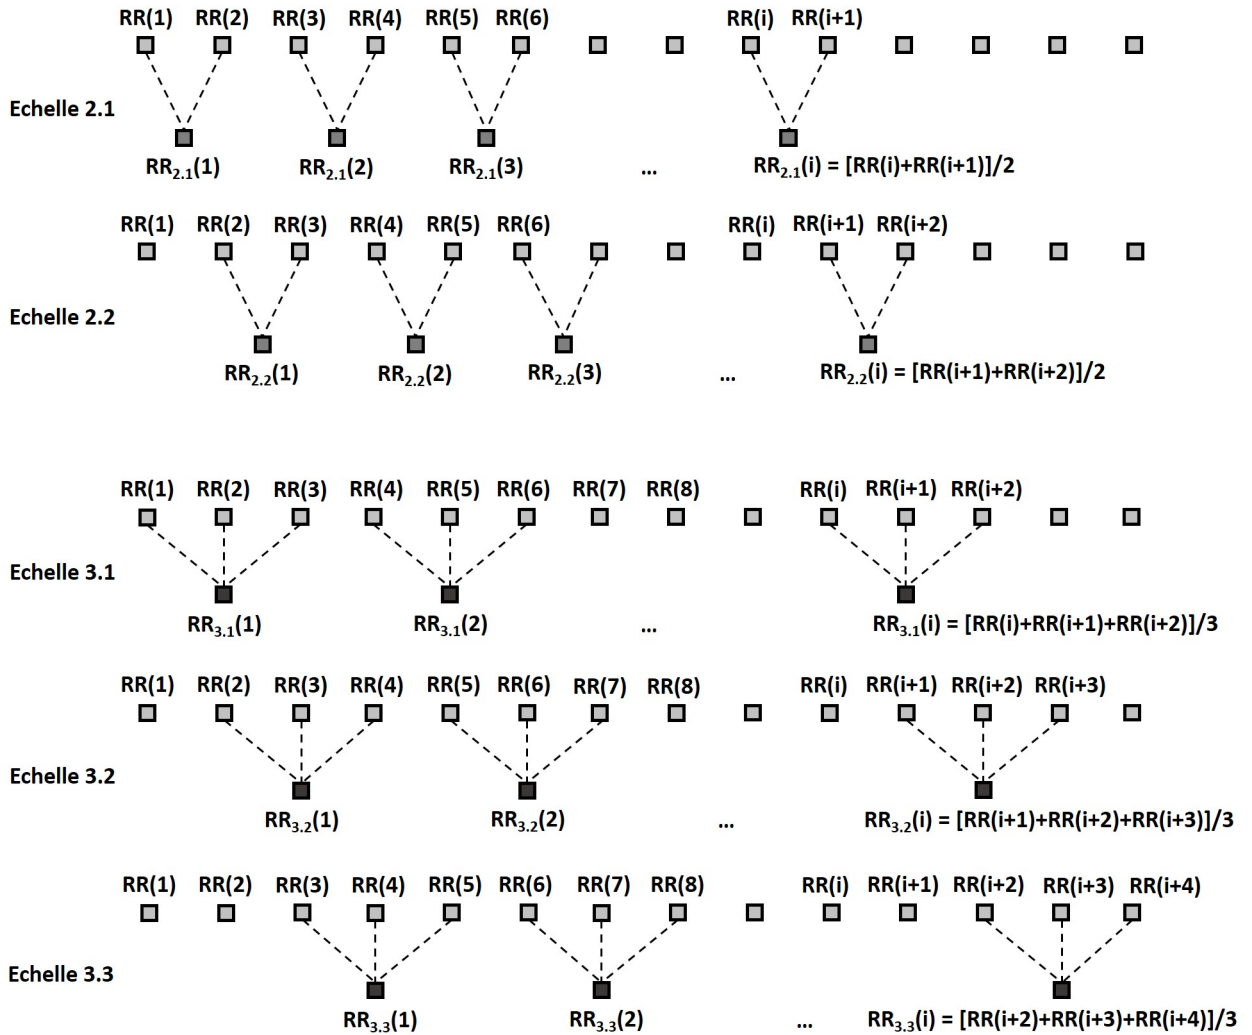 RR(1) RR(2) RR(3) RR(4) RR(5) RR(6) RR(i) RR(i+1)
Echelle 2.1
RR2.1(1) RR2.1(2) RR2.1(3) ... RR2.1(i) = [RR(i)+RR(i+1)]/2
RR(1) RR(2) RR(3) RR(4) RR(5) RR(6) RR(i) RR(i+1) RR(i+2)
Echelle 2.2
RR2.2(1) RR2.2(2) RR2.2(3) ... RR2.2(i) = [RR(i+1)+RR(i+2)]/2
RR(1) RR(2) RR(3) RR(4) RR(5) RR(6) RR(7) RR(8) RR(i) RR(i+1) RR(i+2)
Echelle 3.1
RR3.1(1) RR3.1(2) ... RR3.1(i) = [RR(i)+RR(i+1)+RR(i+2)]/3
RR(1) RR(2) RR(3) RR(4) RR(5) RR(6) RR(7) RR(8) RR(i) RR(i+1) RR(i+2) RR(i+3)
Echelle 3.2
RR3.2(1) RR3.2(2) ... RR3.2(i) = [RR(i+1)+RR(i+2)+RR(i+3)]/3
RR(1) RR(2) RR(3) RR(4) RR(5) RR(6) RR(7) RR(8) RR(i) RR(i+1) RR(i+2) RR(i+3) RR(i+4)
Echelle 3.3
RR3.3(1) RR3.3(2) ... RR3.3(i) = [RR(i+2)+RR(i+3)+RR(i+4)]/3